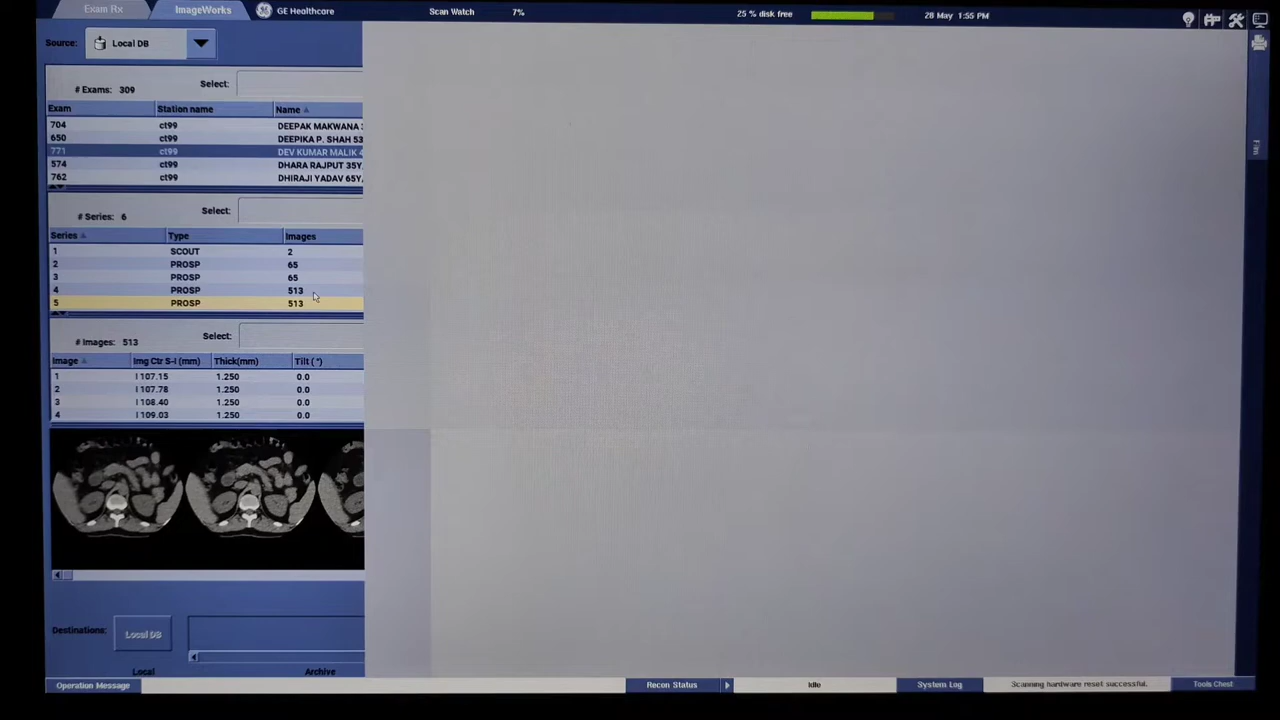 Exam Rx ImageWorks GE Healthcare Scan Watch 7% 25 % disk free 28 May 1:55 PM
Source: Local DB
# Exams: 309 Select:
Exam Station name Name
704 ct99 DEEPAK MAKWANA 3
650 ct99 DEEPIKA P. SHAH 53
771 ct99 DEV KUMAR MALIK 4
574 ct99 DHARA RAJPUT 35Y
762 ct99 DHIRAJI YADAV 65Y
# Series: 6 Select:
Series Type Images
1 SCOUT 2
2 PROSP 65
3 PROSP 65
4 PROSP 513
5 PROSP 513
# Images: 513 Select:
Image Img Ctr S-I (mm) Thick(mm) Tilt ( °)
1 I 107.15 1.250 0.0
2 I 107.78 1.250 0.0
3 I 108.40 1.250 0.0
4 I 109.03 1.250 0.0
Film
Destinations: Local DB
Local Archive
Operation Message Recon Status Idle System Log Scanning hardware reset successful. Tools Chest